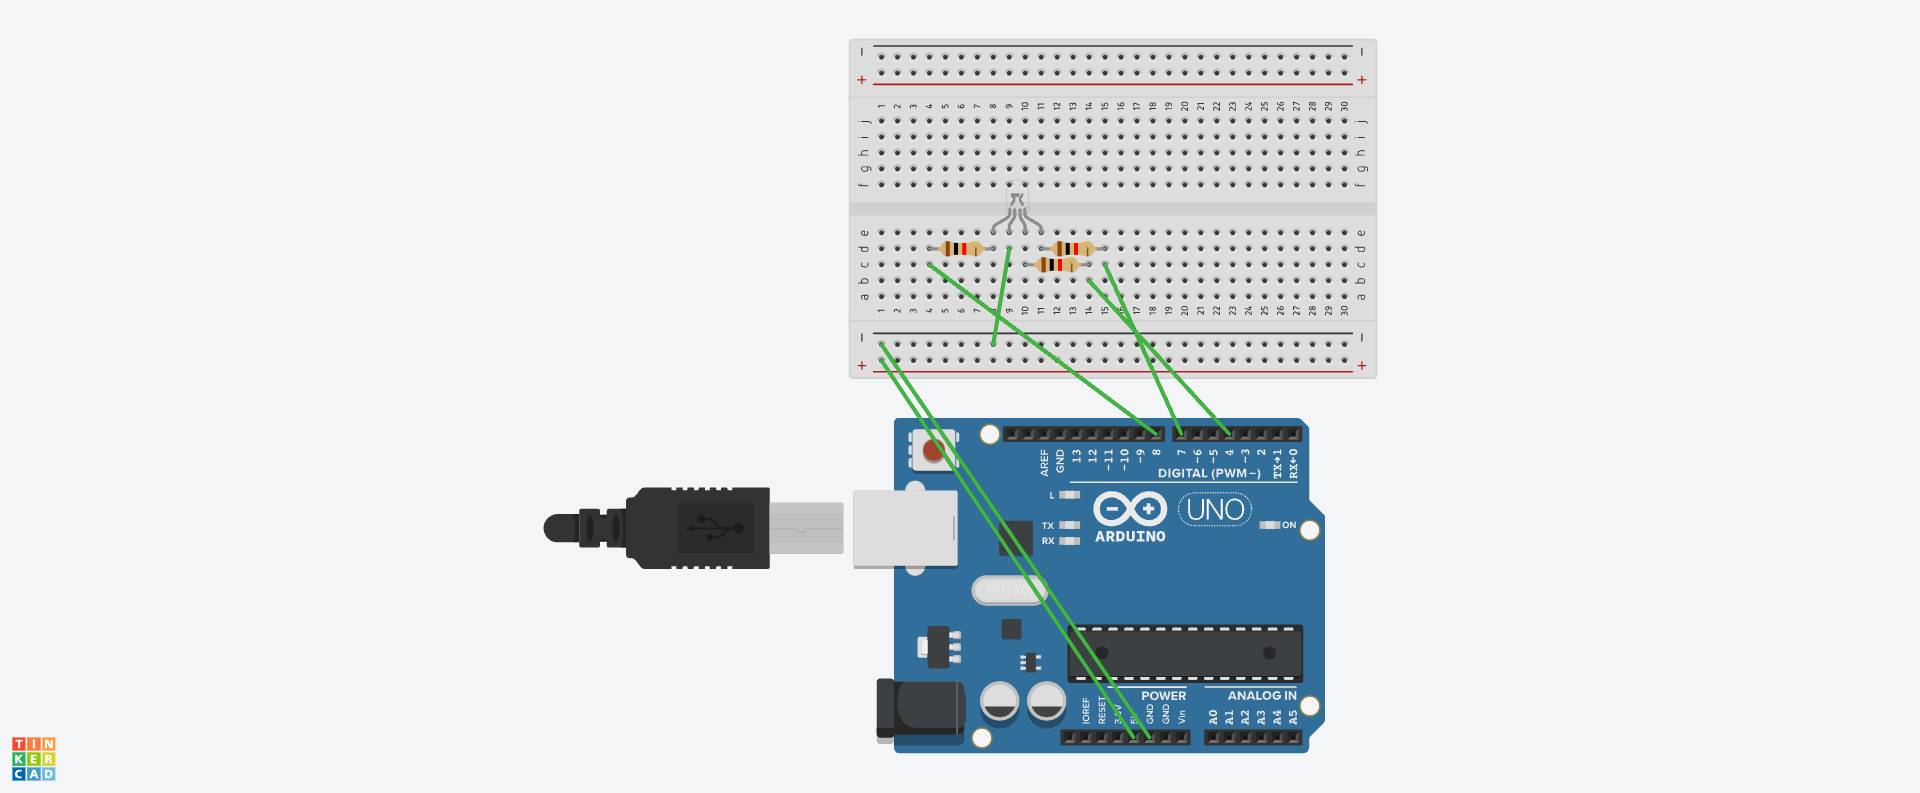 − −
+ +
1 2 3 4 5 6 7 8 9 10 11 12 13 14 15 16 17 18 19 20 21 22 23 24 25 26 27 28 29 30
j j
i i
h h
g g
f f
e e
d d
c c
b b
a a
1 2 3 4 5 6 7 8 9 10 11 12 13 14 15 17 18 19 20 21 22 23 24 25 26 27 28 29 30
− −
+ +
AREF GND 13 12 ~11 ~10 ~9 8 7 ~6 ~5 4 ~3 2 TX→1 RX←0
DIGITAL (PWM~)
L
UNO
TX
ON
RX
ARDUINO
POWER ANALOG IN
IOREF RESET 3.3V 5V GND GND Vin A0 A1 A2 A3 A4 A5
TIN
KER
CAD